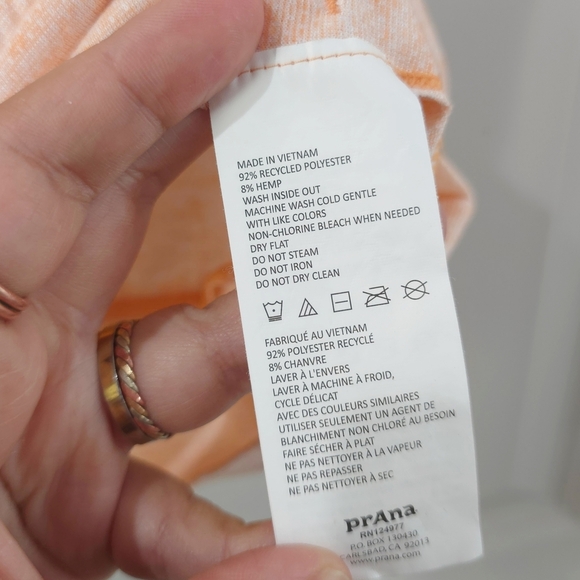 MADE IN VIETNAM
92% RECYCLED POLYESTER
8% HEMP
WASH INSIDE OUT
MACHINE WASH COLD GENTLE
WITH LIKE COLORS
NON-CHLORINE BLEACH WHEN NEEDED
DRY FLAT
DO NOT STEAM
DO NOT IRON
DO NOT DRY CLEAN
FABRIQUÉ AU VIETNAM
92% POLYESTER RECYCLÉ
8% CHANVRE
LAVER À L'ENVERS
LAVER À MACHINE À FROID,
CYCLE DÉLICAT
AVEC DES COULEURS SIMILAIRES
UTILISER SEULEMENT UN AGENT DE
BLANCHIMENT NON CHLORÉ AU BESOIN
FAIRE SÉCHER À PLAT
NE PAS NETTOYER À LA VAPEUR
NE PAS REPASSER
NE PAS NETTOYER À SEC
prAna
RN124977
P.O. BOX 130430
CARLSBAD, CA 92013
www.prana.com